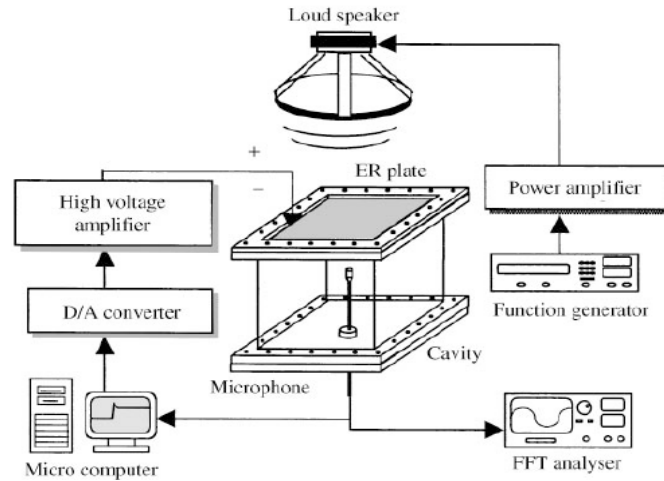 Loud speaker
+
−
ER plate
High voltage
amplifier
Power amplifier
D/A converter
Function generator
Cavity
Microphone
Micro computer
FFT analyser